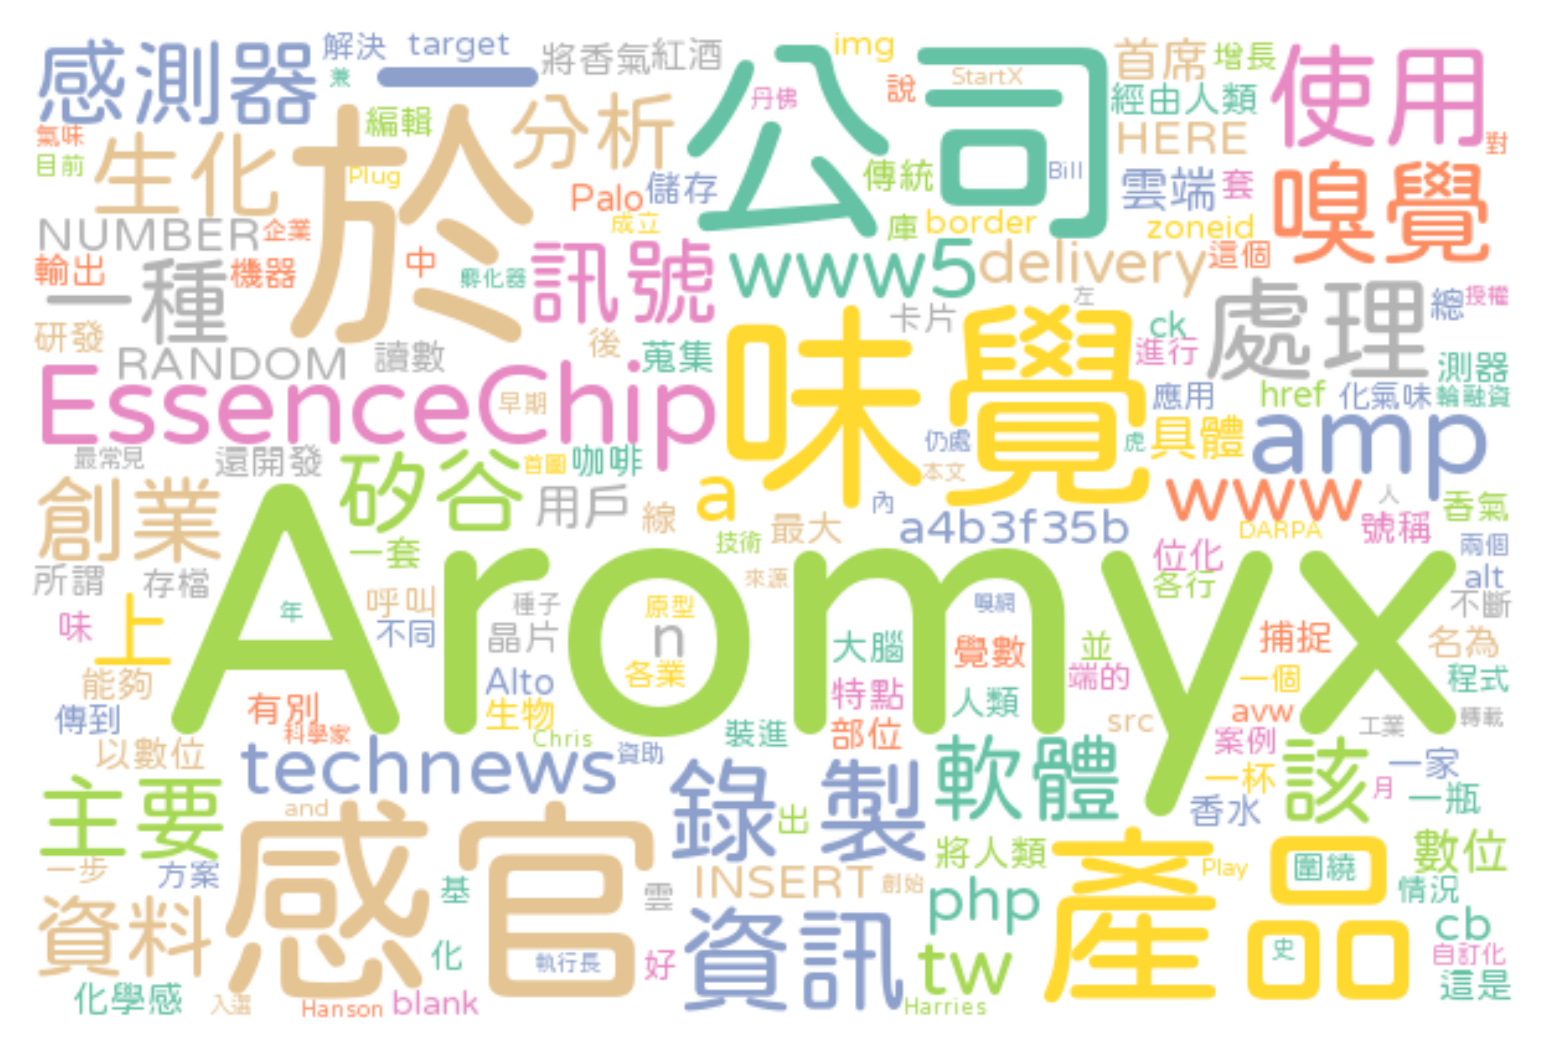 感測器 解決 target 將香氣 紅酒 公司 img 首席 增長 使用
兼 一 說 StartX
丹佛 經由人類
氣味 生化 於 編輯 分析 HERE 對
目前 Plug Palo 儲存 傳統 Bill 雲端 套 嗅覺
NUMBER 企業 成立 庫 border zoneid
輸出 一種 機器 中 孵化器 訊號 www5 delivery 這個
研發 卡片 左 處理 總 授權
RANDOM 讀數 後 蒐集 味覺 ck 進行 測器
EssenceChip 早期 應用 href 化氣味 輪融資
最常見 還開發 矽谷 首圖 咖啡 仍處 虎 具體 amp
創業 用戶 線 a 最大 本文 內 www 人 吞氣
一套 技術 a4b3f35b DARPA 號稱 兩個
所謂 存檔 Aromyx 來源 位化 各行 alt
味 上 年 呼叫 種子 原型 嗅網 不斷
不同 晶片 n 大腦 覺數 並 捕捉 名為
能夠 Alto 各業 特點 端的 一個 程式
傳到 有別 生物 人類 src avw 轉載
以數位 科學家 Chris 裝進 部位 案例 工業
主要 technews 資助 錄製 軟體 一杯 該 一家
and 出 香水 月 一瓶
一步 方案 感官 基 雲 INSERT 創始 將人類 產品 Play 圍繞 數位
資料 化 執行長 好 資訊 php 史 情況 cb
化學感 入選 Hanson blank tw Harries 自訂化 這是